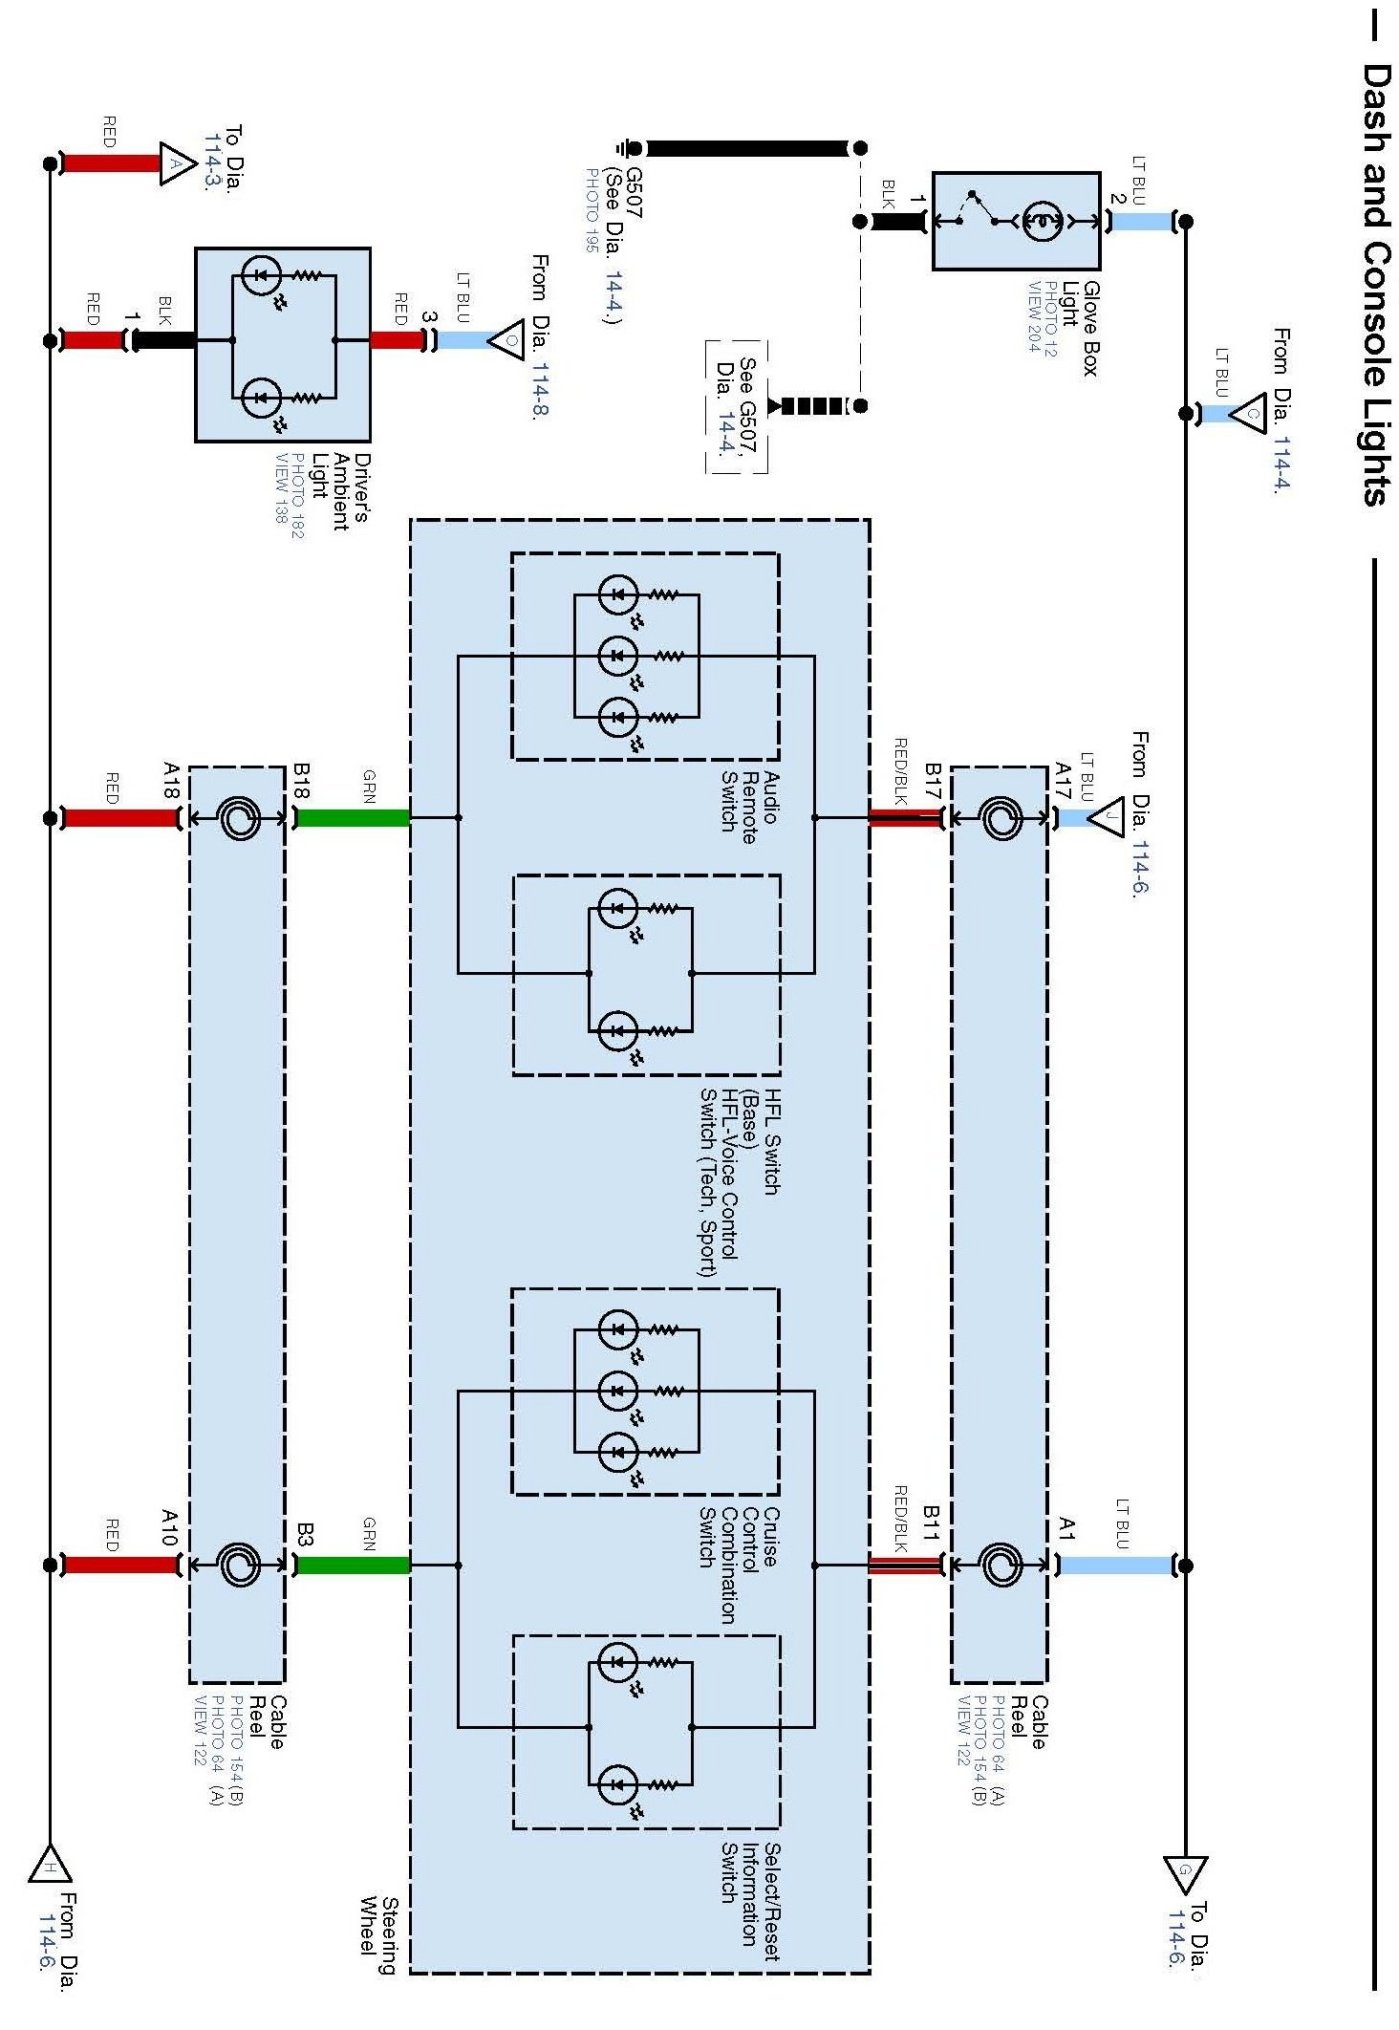 Dash and Console Lights
From Dia. 114-4.
C
LT BLU
LT BLU
2
Glove Box
Light
PHOTO 12
VIEW 204
1
BLK
G507
(See Dia. 14-4.)
PHOTO 195
See G507,
Dia. 14-4.
From Dia. 114-6.
J
LT BLU
A17
B17
RED/BLK
LT BLU
A1
B11
RED/BLK
To Dia.
114-6.
G
Cable
Reel
PHOTO 64 (A)
PHOTO 154 (B)
VIEW 122
Audio
Remote
Switch
HFL Switch
(Base)
HFL-Voice Control
Switch (Tech, Sport)
Cruise
Control
Combination
Switch
Select/Reset
Information
Switch
Steering
Wheel
From Dia. 114-8.
O
LT BLU
3
RED
Driver's
Ambient
Light
PHOTO 182
VIEW 138
BLK
1
RED
To Dia.
114-3.
A
RED
GRN
B18
A18
RED
GRN
B3
A10
RED
Cable
Reel
PHOTO 154 (B)
PHOTO 64 (A)
VIEW 122
H
From Dia.
114-6.